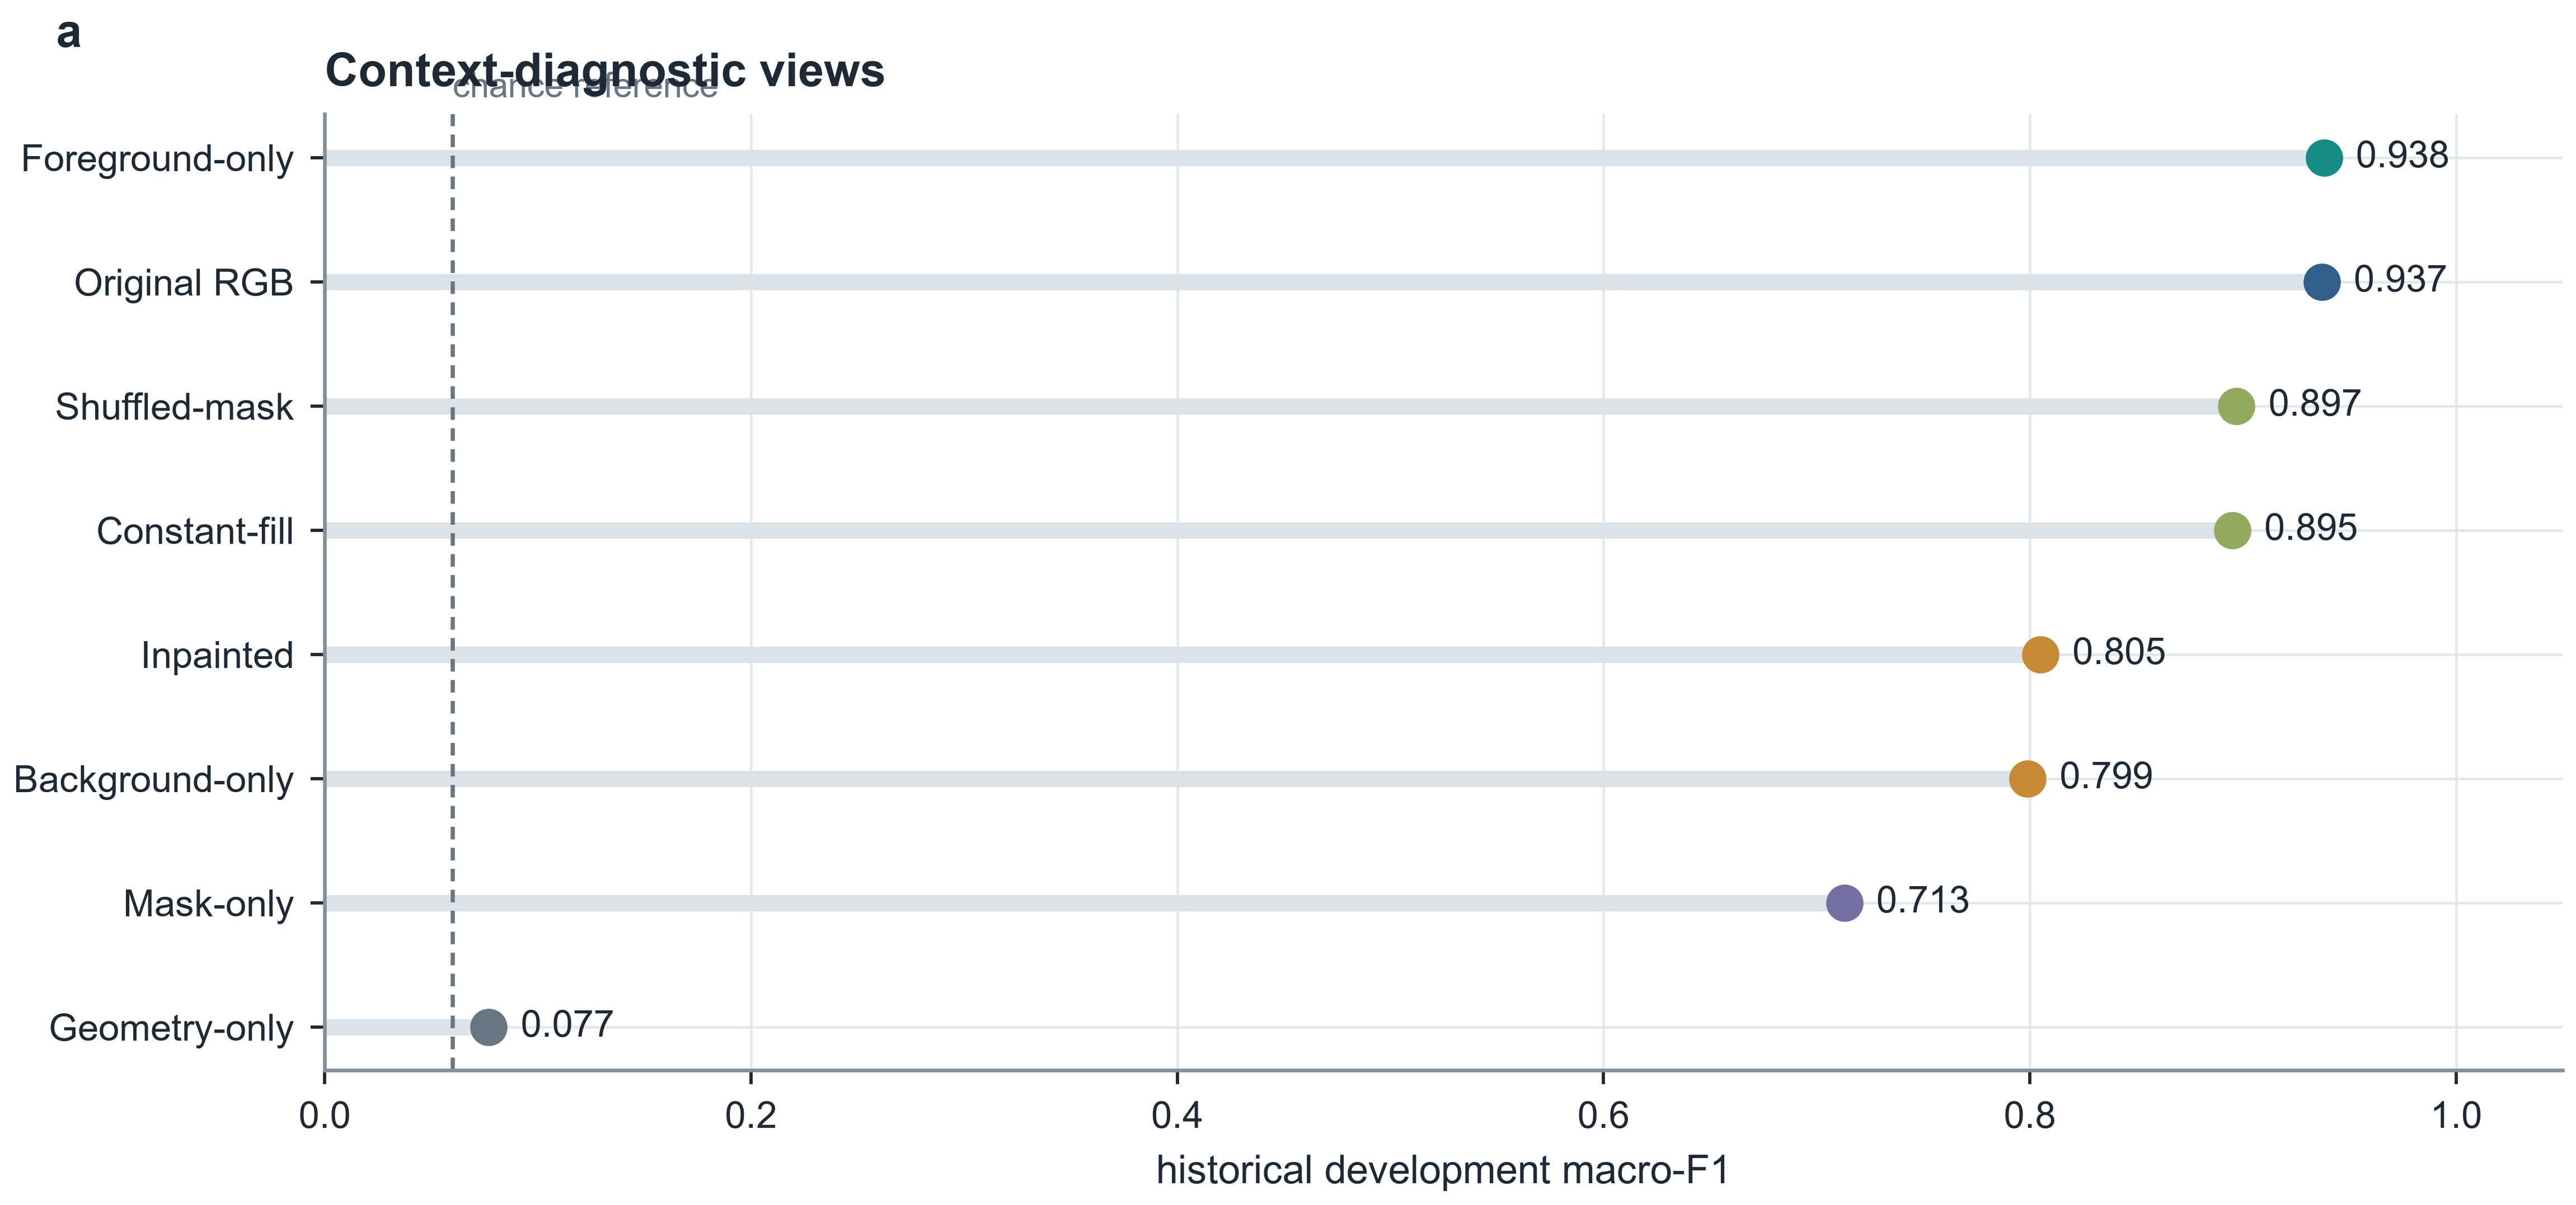 a
Context-diagnostic views
chance reference
Foreground-only 0.938
Original RGB 0.937
Shuffled-mask 0.897
Constant-fill 0.895
Inpainted 0.805
Background-only 0.799
Mask-only 0.713
Geometry-only 0.077
0.0 0.2 0.4 0.6 0.8 1.0
historical development macro-F1